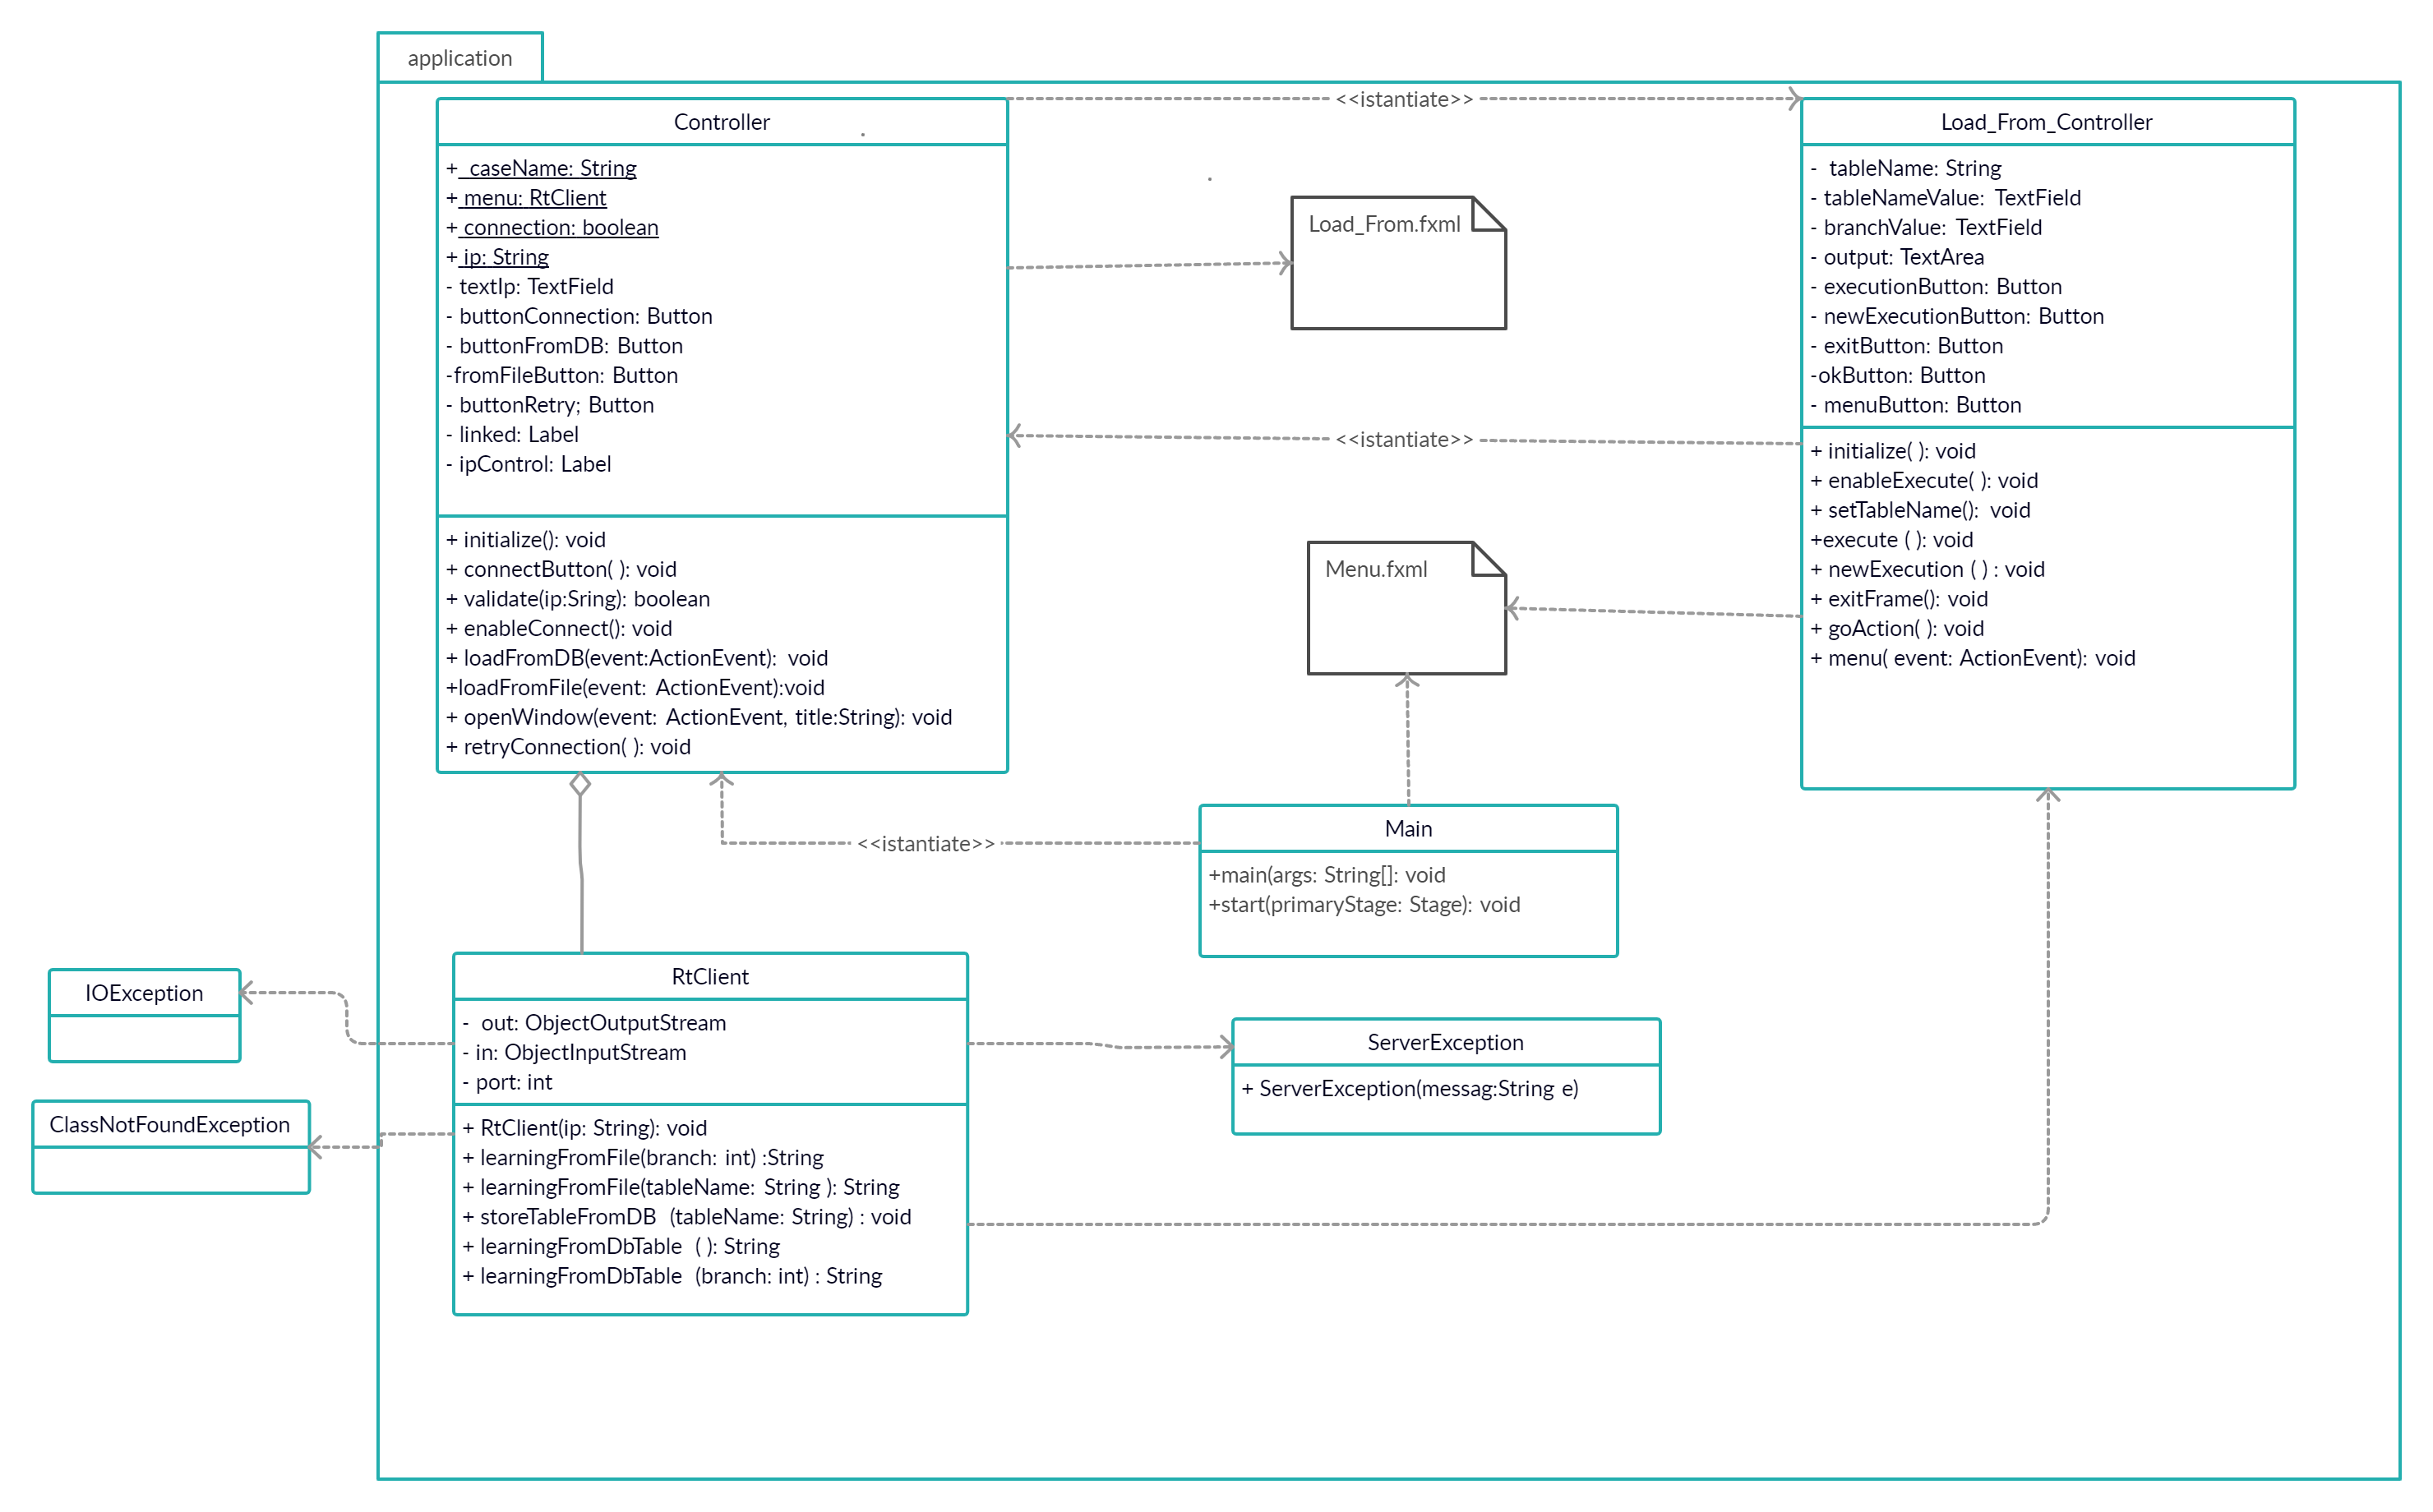 application
<<istantiate>>
Controller
+  caseName: String
+ menu: RtClient
+ connection: boolean
+ ip: String
- textIp: TextField
- buttonConnection: Button
- buttonFromDB: Button
-fromFileButton: Button
- buttonRetry; Button
- linked: Label
- ipControl: Label
+ initialize(): void
+ connectButton( ): void
+ validate(ip:Sring): boolean
+ enableConnect(): void
+ loadFromDB(event:ActionEvent):  void
+loadFromFile(event: ActionEvent):void
+ openWindow(event: ActionEvent, title:String): void
+ retryConnection( ): void
Load_From.fxml
<<istantiate>>
Menu.fxml
Load_From_Controller
-  tableName: String
- tableNameValue: TextField
- branchValue: TextField
- output: TextArea
- executionButton: Button
- newExecutionButton: Button
- exitButton: Button
-okButton: Button
- menuButton: Button
+ initialize( ): void
+ enableExecute( ): void
+ setTableName():  void
+execute ( ): void
+ newExecution ( ) : void
+ exitFrame(): void
+ goAction( ): void
+ menu( event: ActionEvent): void
<<istantiate>>
Main
+main(args: String[]: void
+start(primaryStage: Stage): void
IOException
ClassNotFoundException
RtClient
-  out: ObjectOutputStream
- in: ObjectInputStream
- port: int
+ RtClient(ip: String): void
+ learningFromFile(branch: int) :String
+ learningFromFile(tableName: String ): String
+ storeTableFromDB  (tableName: String) : void
+ learningFromDbTable  ( ): String
+ learningFromDbTable  (branch: int) : String
ServerException
+ ServerException(messag:String e)